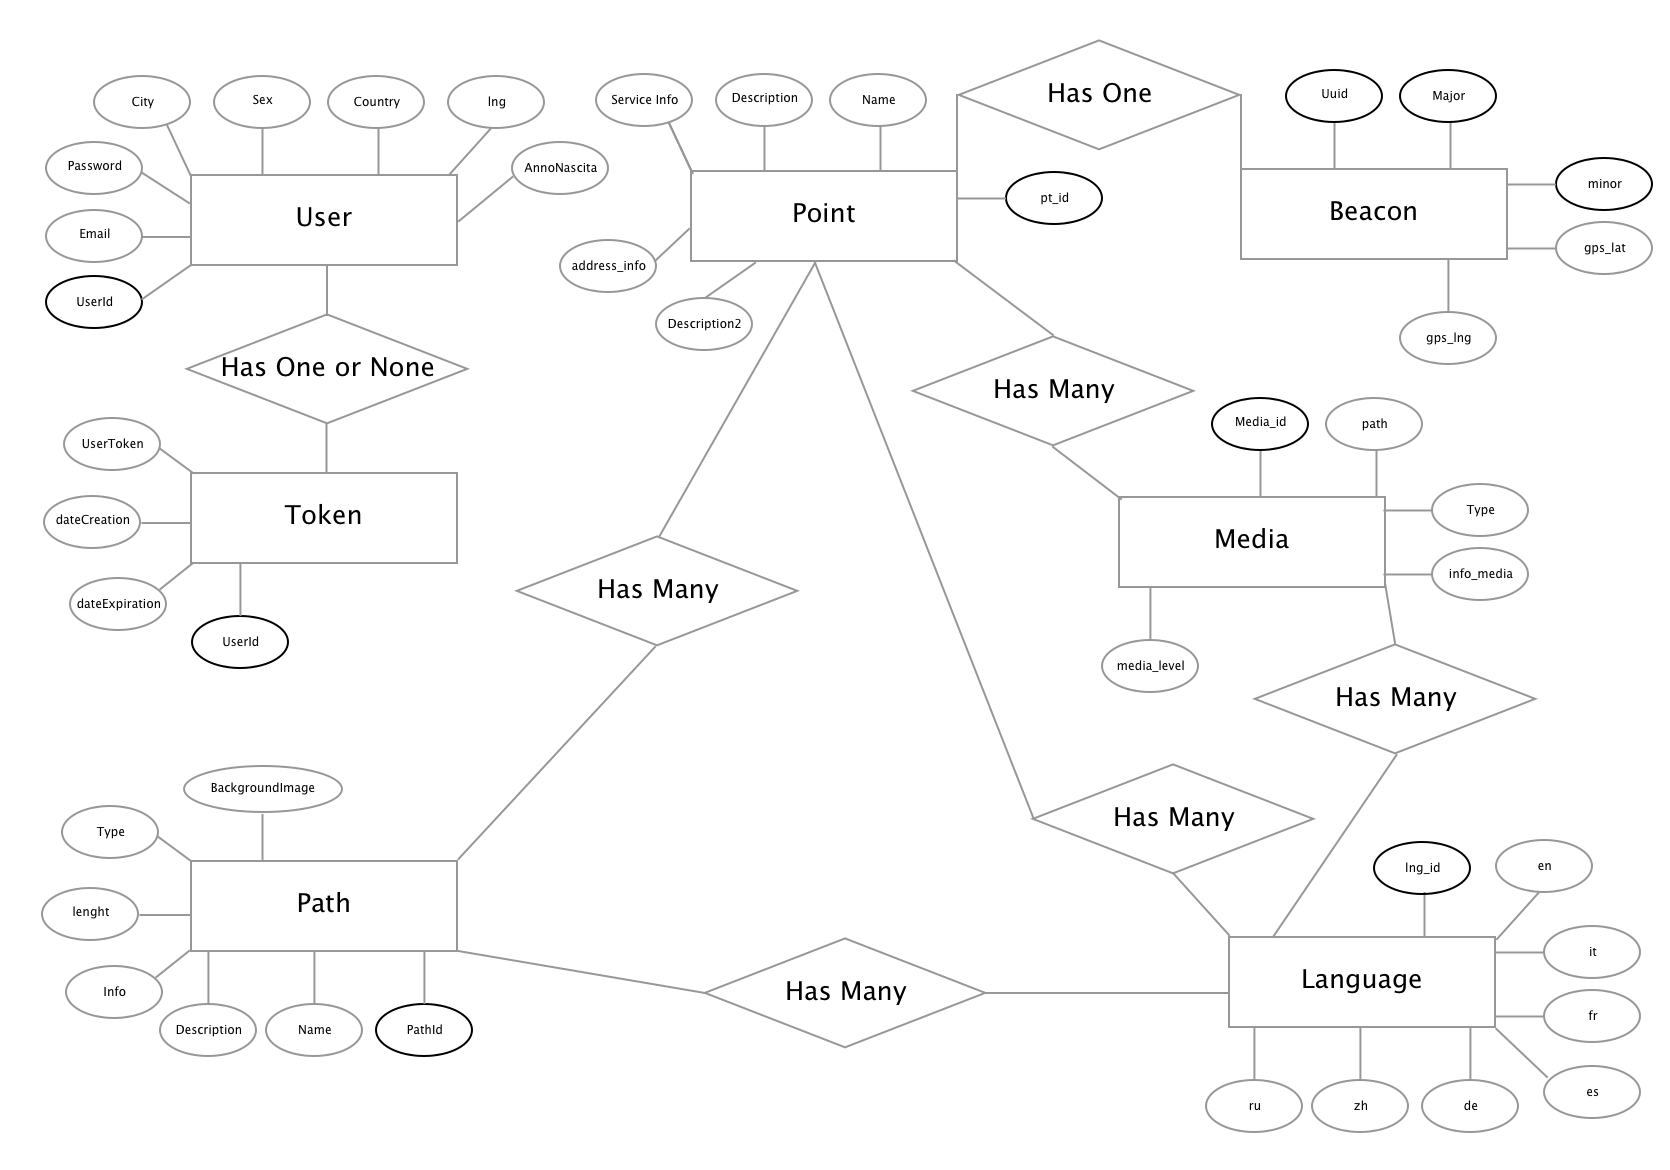 City
Sex
Country
lng
Password
AnnoNascita
Email
UserId
User
Has One or None
UserToken
dateCreation
dateExpiration
UserId
Token
Service Info
Description
Name
pt_id
address_info
Description2
Point
Has One
Uuid
Major
minor
gps_lat
gps_lng
Beacon
Has Many
Media_id
path
Type
info_media
media_level
Media
Has Many
Has Many
Has Many
BackgroundImage
Type
lenght
Info
Description
Name
PathId
Path
Has Many
lng_id
en
it
fr
es
de
zh
ru
Language